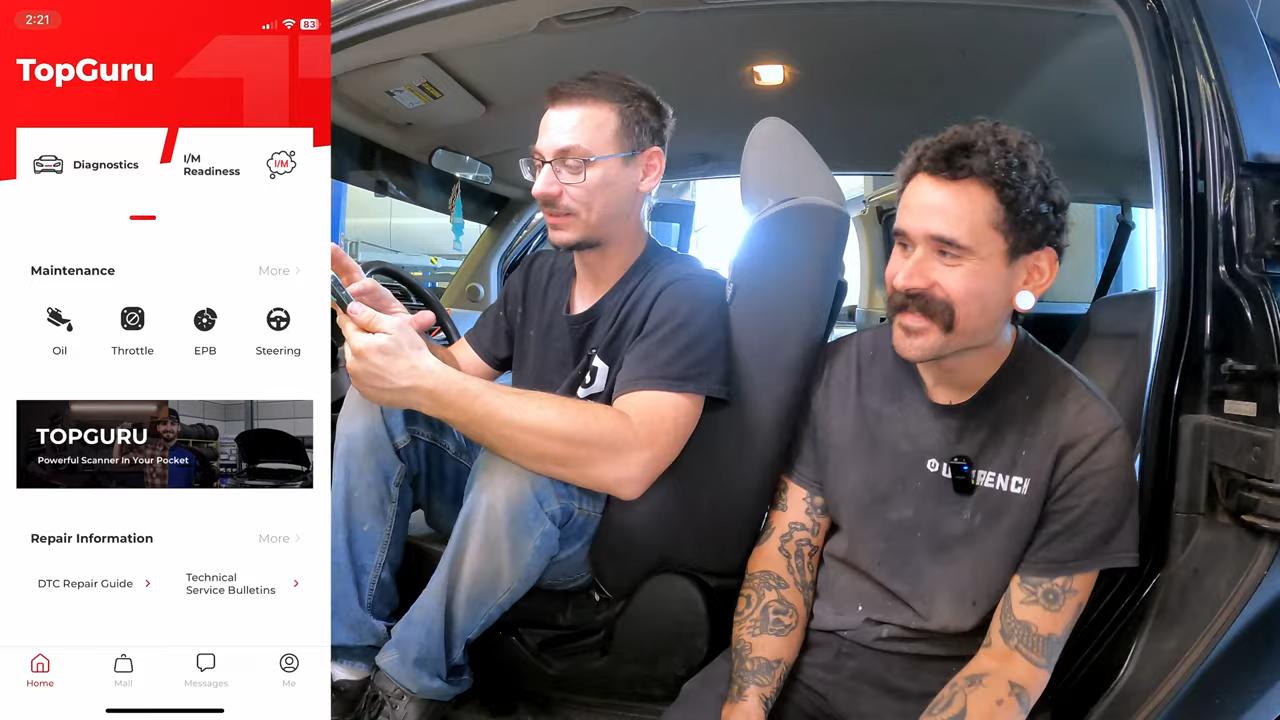 2:21
83
TopGuru
Diagnostics
I/M
Readiness
I/M
Maintenance
More
Oil
Throttle
EPB
Steering
TOPGURU
Powerful Scanner In Your Pocket
Repair Information
More
DTC Repair Guide
Technical
Service Bulletins
Home
Mall
Messages
Me